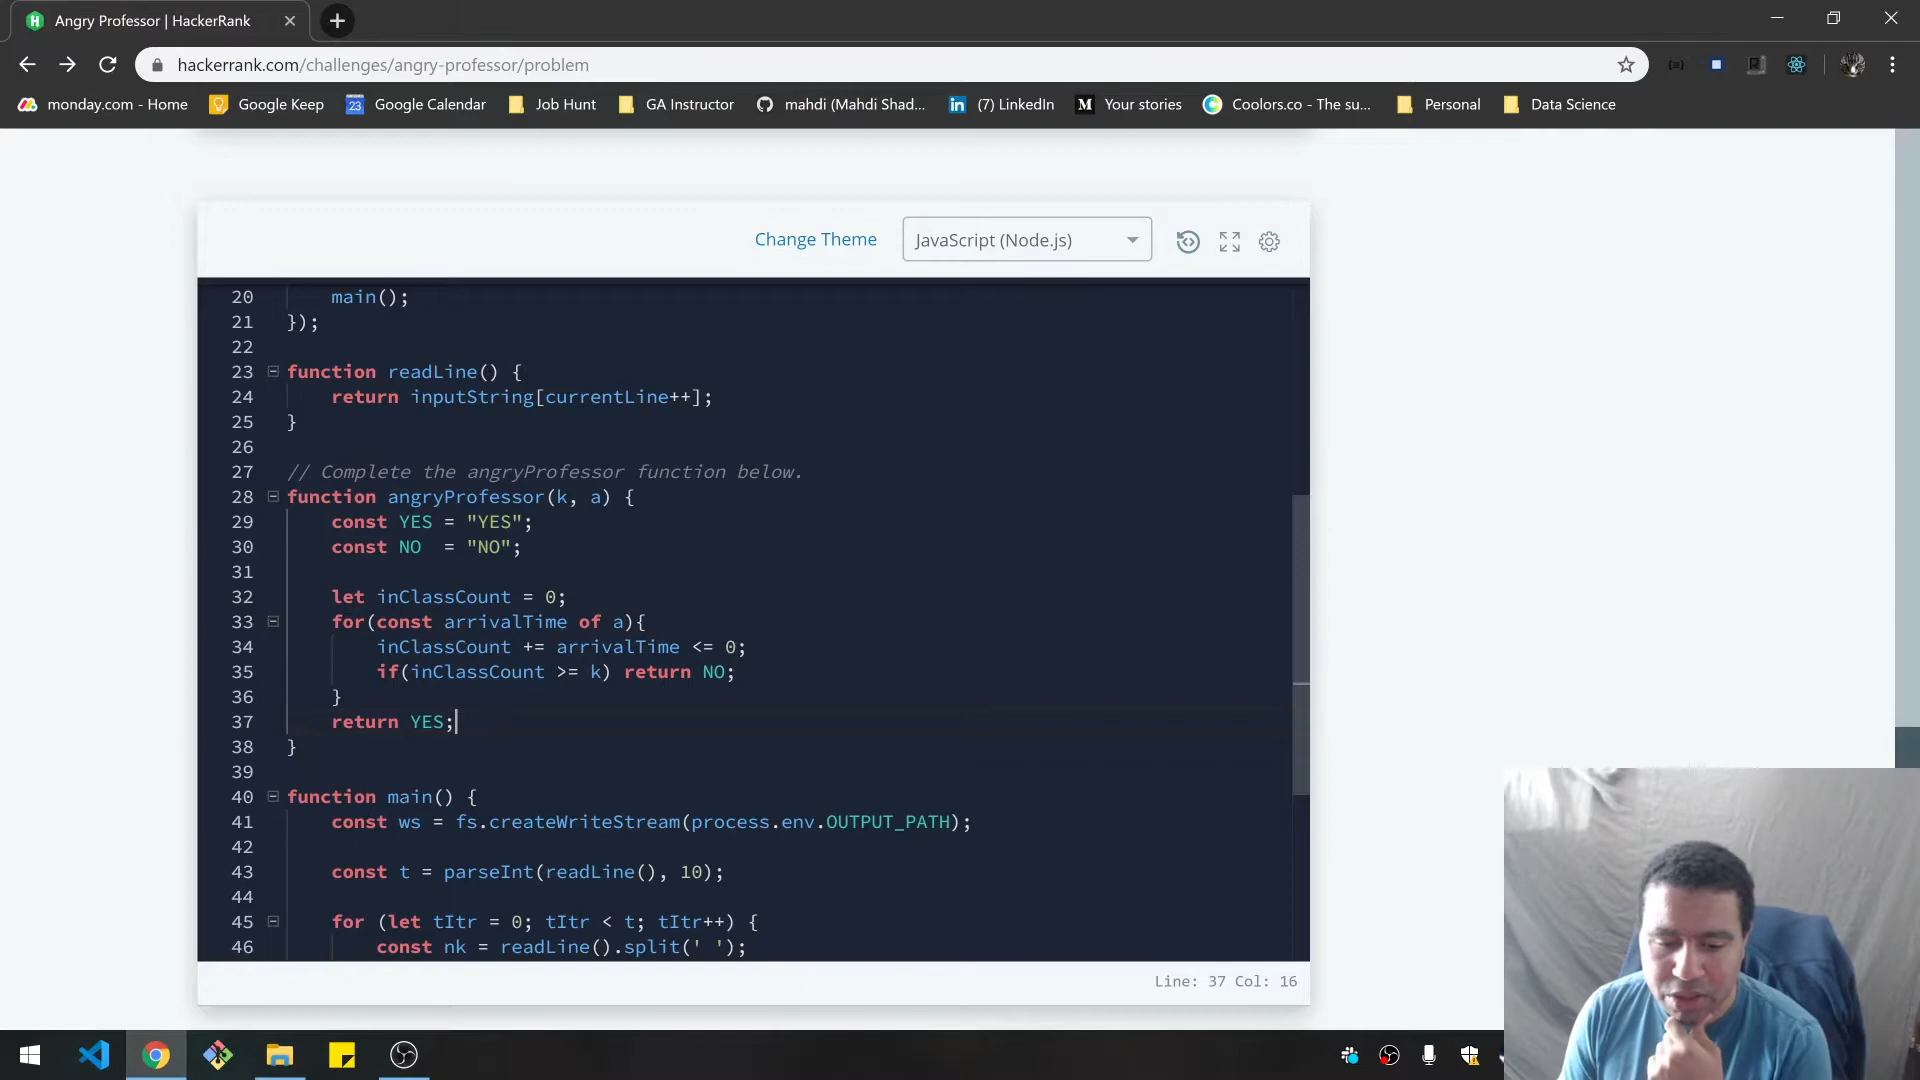 Angry Professor | HackerRank
hackerrank.com/challenges/angry-professor/problem
monday.com - Home
Google Keep
23
Google Calendar
Job Hunt
GA Instructor
mahdi (Mahdi Shad...
in
(7) LinkedIn
M
Your stories
Coolors.co - The su...
Personal
Data Science
Change Theme
JavaScript (Node.js)
20 main();
21 });
22
23 function readLine() {
24 return inputString[currentLine++];
25 }
26
27 // Complete the angryProfessor function below.
28 function angryProfessor(k, a) {
29 const YES = "YES";
30 const NO  = "NO";
31
32 let inClassCount = 0;
33 for(const arrivalTime of a){
34 inClassCount += arrivalTime <= 0;
35 if(inClassCount >= k) return NO;
36 }
37 return YES;
38 }
39
40 function main() {
41 const ws = fs.createWriteStream(process.env.OUTPUT_PATH);
42
43 const t = parseInt(readLine(), 10);
44
45 for (let tItr = 0; tItr < t; tItr++) {
46 const nk = readLine().split(' ');
Line: 37 Col: 16